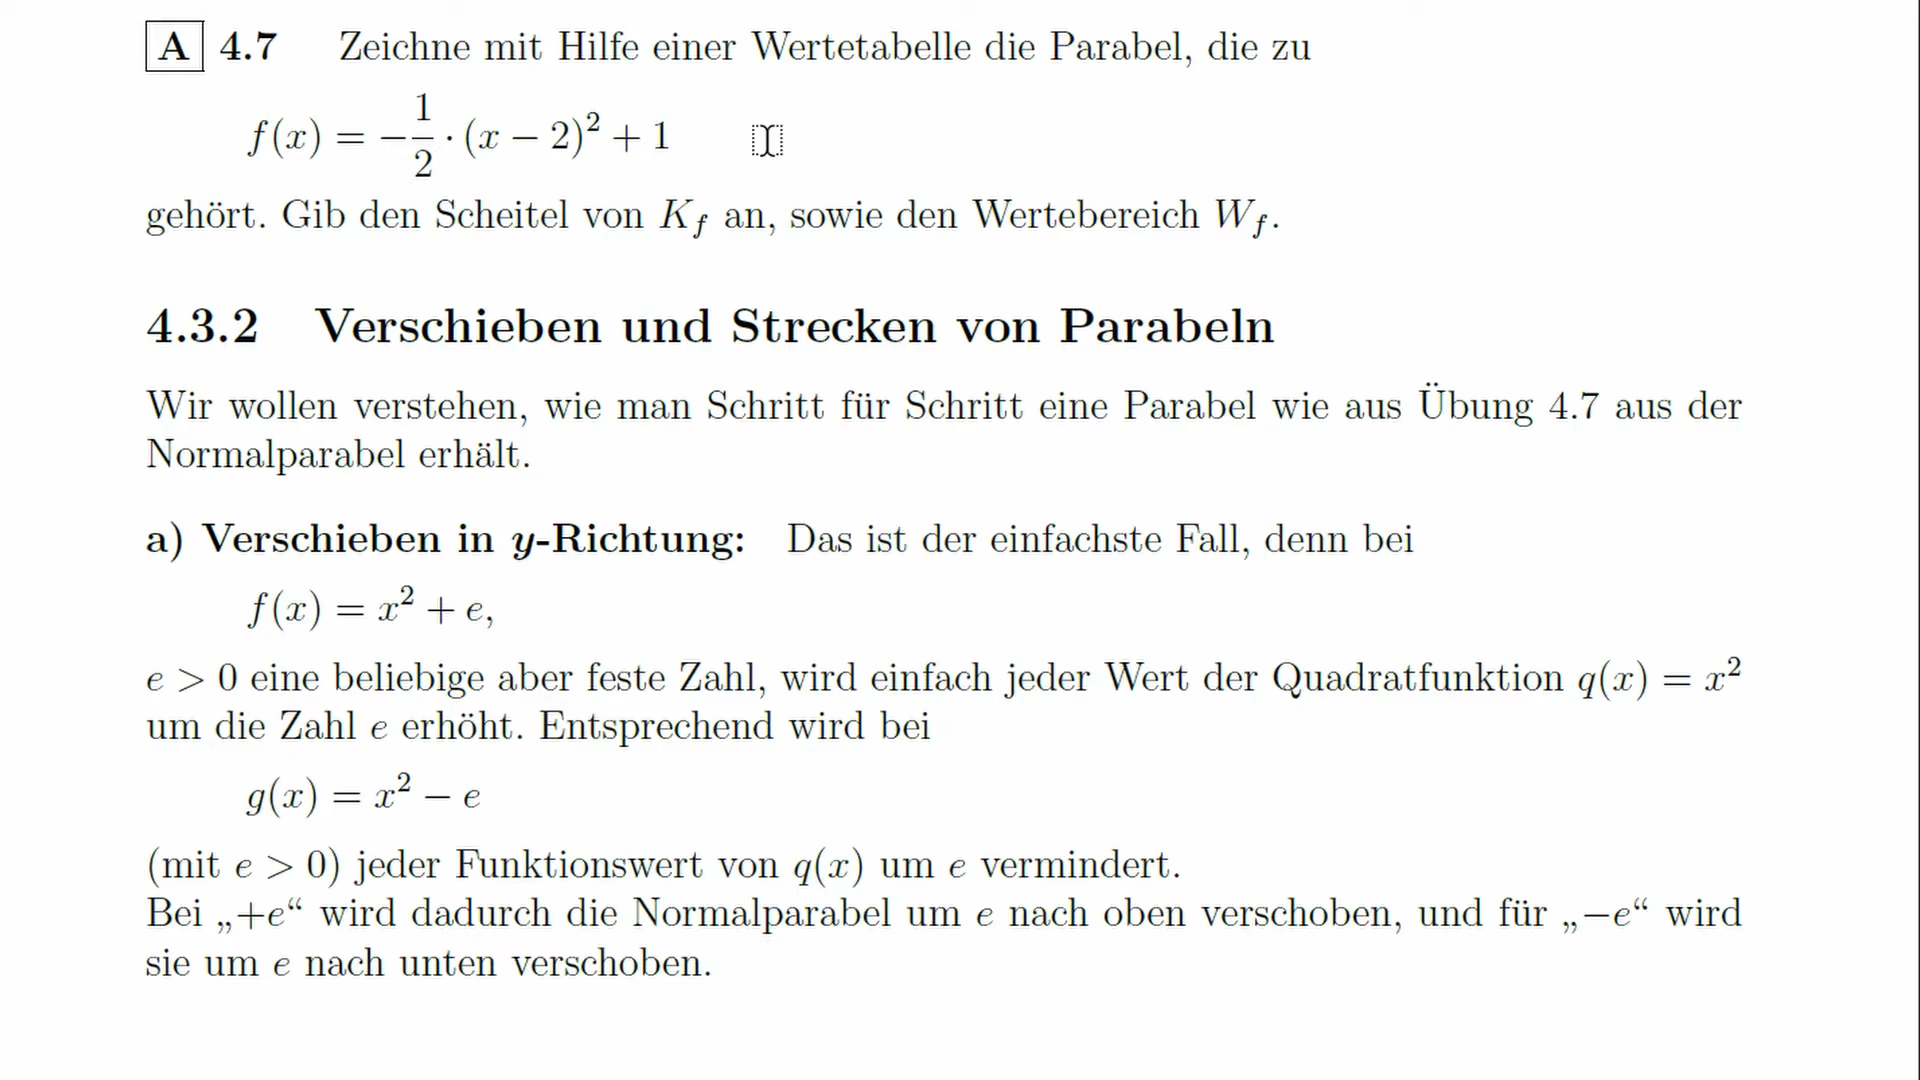 A 4.7 Zeichne mit Hilfe einer Wertetabelle die Parabel, die zu
f(x) = −1/2 · (x − 2)² + 1
gehört. Gib den Scheitel von K_f an, sowie den Wertebereich W_f.
4.3.2 Verschieben und Strecken von Parabeln
Wir wollen verstehen, wie man Schritt für Schritt eine Parabel wie aus Übung 4.7 aus der
Normalparabel erhält.
a) Verschieben in y-Richtung: Das ist der einfachste Fall, denn bei
f(x) = x² + e,
e > 0 eine beliebige aber feste Zahl, wird einfach jeder Wert der Quadratfunktion q(x) = x²
um die Zahl e erhöht. Entsprechend wird bei
g(x) = x² − e
(mit e > 0) jeder Funktionswert von q(x) um e vermindert.
Bei „+e“ wird dadurch die Normalparabel um e nach oben verschoben, und für „−e“ wird
sie um e nach unten verschoben.